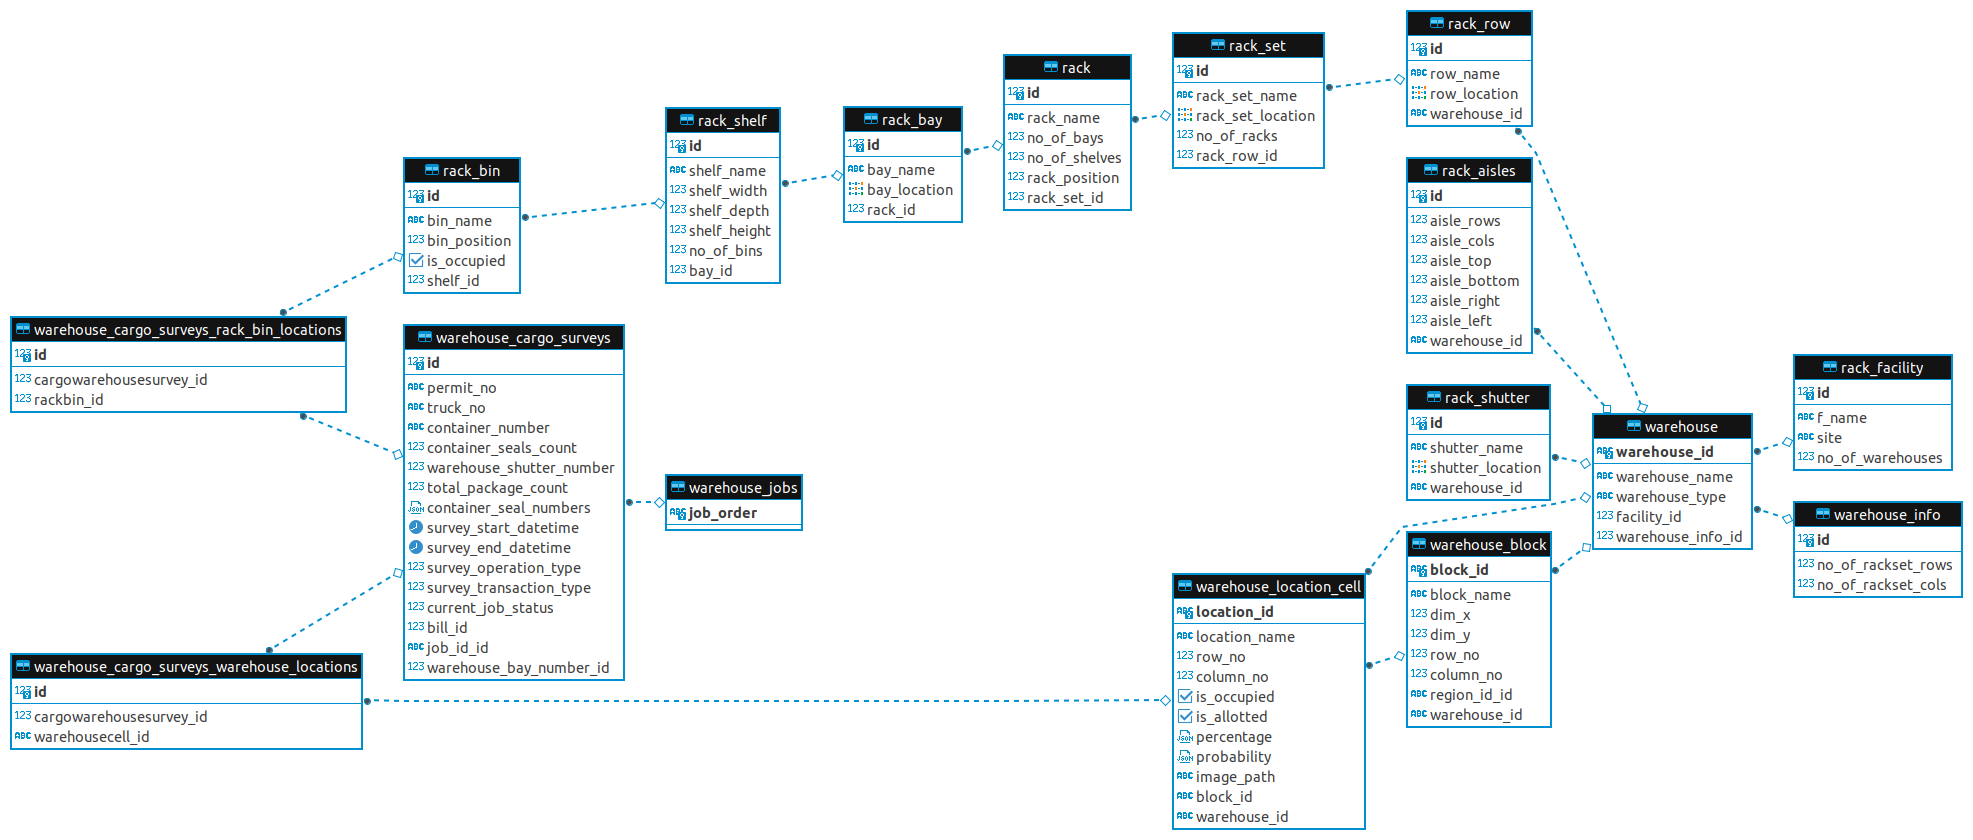 rack_row
id
row_name
row_location
warehouse_id
rack_set
id
rack_set_name
rack_set_location
no_of_racks
rack_row_id
rack
id
rack_name
no_of_bays
no_of_shelves
rack_position
rack_set_id
rack_bay
id
bay_name
bay_location
rack_id
rack_shelf
id
shelf_name
shelf_width
shelf_depth
shelf_height
no_of_bins
bay_id
rack_bin
id
bin_name
bin_position
is_occupied
shelf_id
rack_aisles
id
aisle_rows
aisle_cols
aisle_top
aisle_bottom
aisle_right
aisle_left
warehouse_id
warehouse_cargo_surveys_rack_bin_locations
id
cargowarehousesurvey_id
rackbin_id
warehouse_cargo_surveys
id
permit_no
truck_no
container_number
container_seals_count
warehouse_shutter_number
total_package_count
container_seal_numbers
survey_start_datetime
survey_end_datetime
survey_operation_type
survey_transaction_type
current_job_status
bill_id
job_id_id
warehouse_bay_number_id
warehouse_jobs
job_order
rack_shutter
id
shutter_name
shutter_location
warehouse_id
warehouse
warehouse_id
warehouse_name
warehouse_type
facility_id
warehouse_info_id
rack_facility
id
f_name
site
no_of_warehouses
warehouse_info
id
no_of_rackset_rows
no_of_rackset_cols
warehouse_block
block_id
block_name
dim_x
dim_y
row_no
column_no
region_id_id
warehouse_id
warehouse_location_cell
location_id
location_name
row_no
column_no
is_occupied
is_allotted
percentage
probability
image_path
block_id
warehouse_id
warehouse_cargo_surveys_warehouse_locations
id
cargowarehousesurvey_id
warehousecell_id